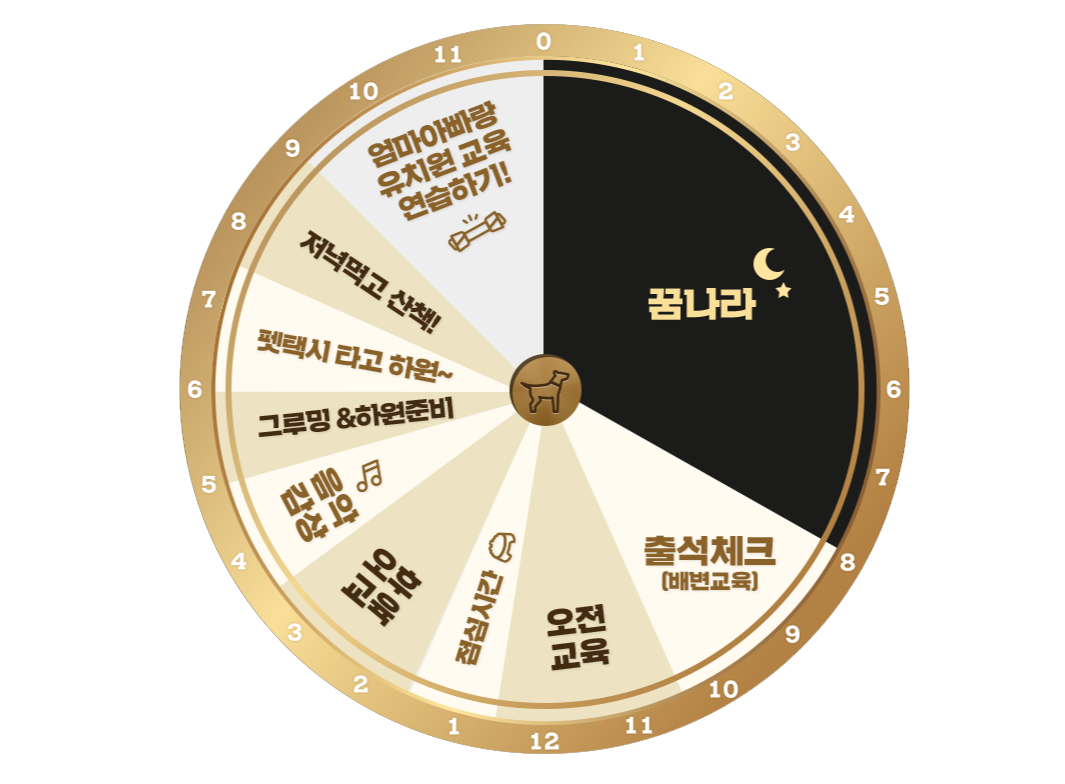 0
1
2
3
4
5
6
7
8
9
10
11
12
1
2
3
4
5
6
7
8
9
10
11
꿈나라
출석체크
(배변교육)
오전
교육
점심시간
오후
교육
음악
감상
그루밍 &하원준비
펫택시 타고 하원~
저녁먹고 산책!
엄마아빠랑
유치원 교육
연습하기!